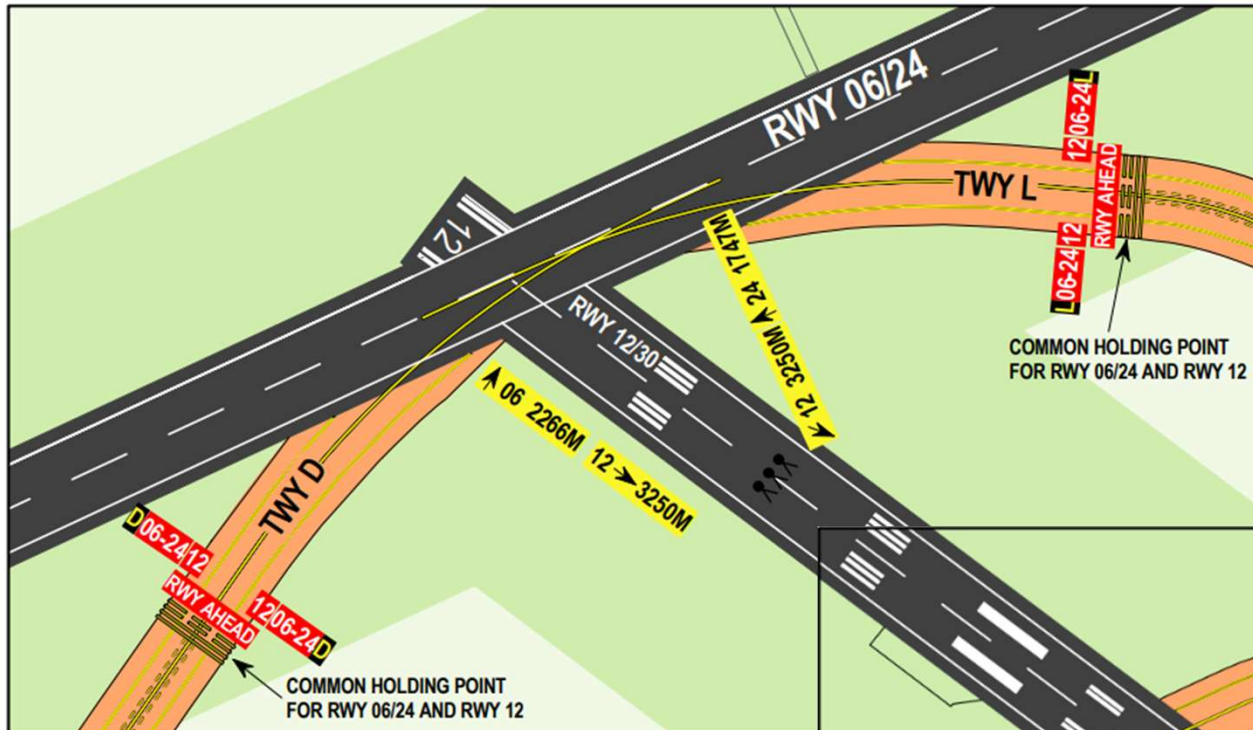 RWY 06/24
12
TWY L
12 06-24 L
RWY AHEAD
L 06-24 12
COMMON HOLDING POINT
FOR RWY 06/24 AND RWY 12
RWY 12/30
12 3250M 24 1747M
06 2266M 12 3250M
TWY D
D 06-24 12
RWY AHEAD
12 06-24 D
COMMON HOLDING POINT
FOR RWY 06/24 AND RWY 12